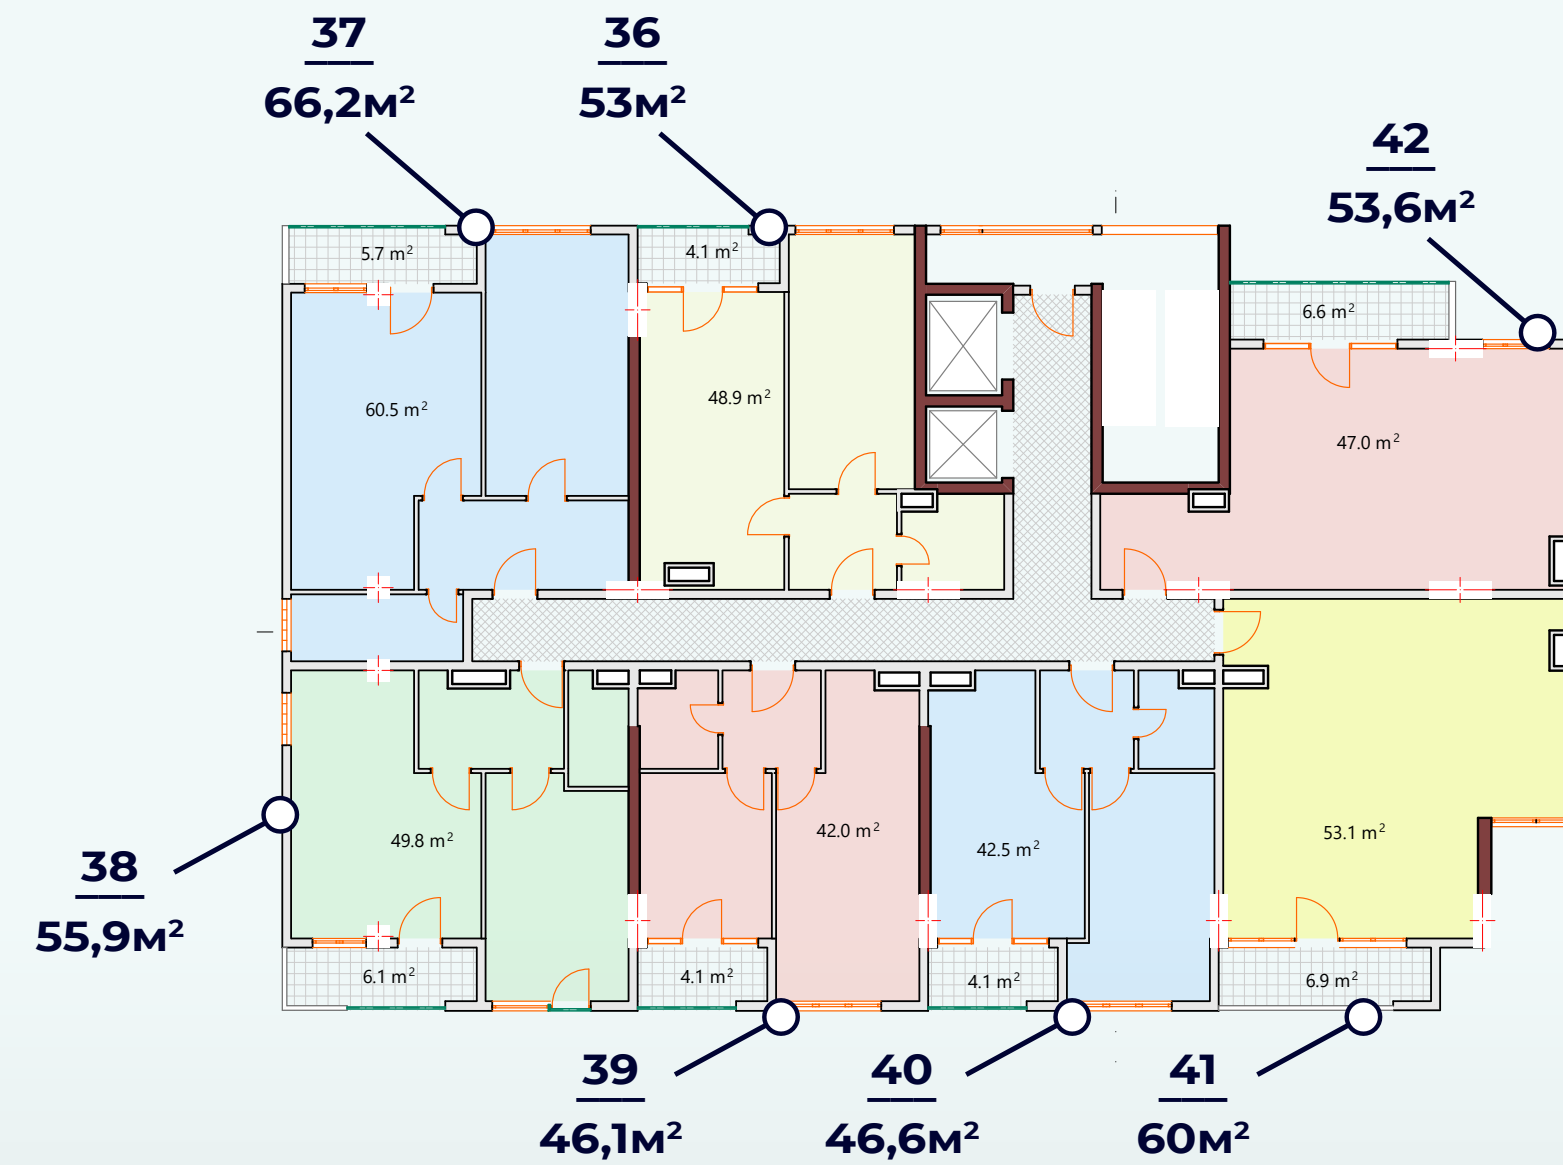 37
66,2м²
36
53м²
42
53,6м²
5.7 m²
4.1 m²
6.6 m²
60.5 m²
48.9 m²
47.0 m²
49.8 m²
42.0 m²
42.5 m²
53.1 m²
38
55,9м²
6.1 m²
4.1 m²
4.1 m²
6.9 m²
39
46,1м²
40
46,6м²
41
60м²